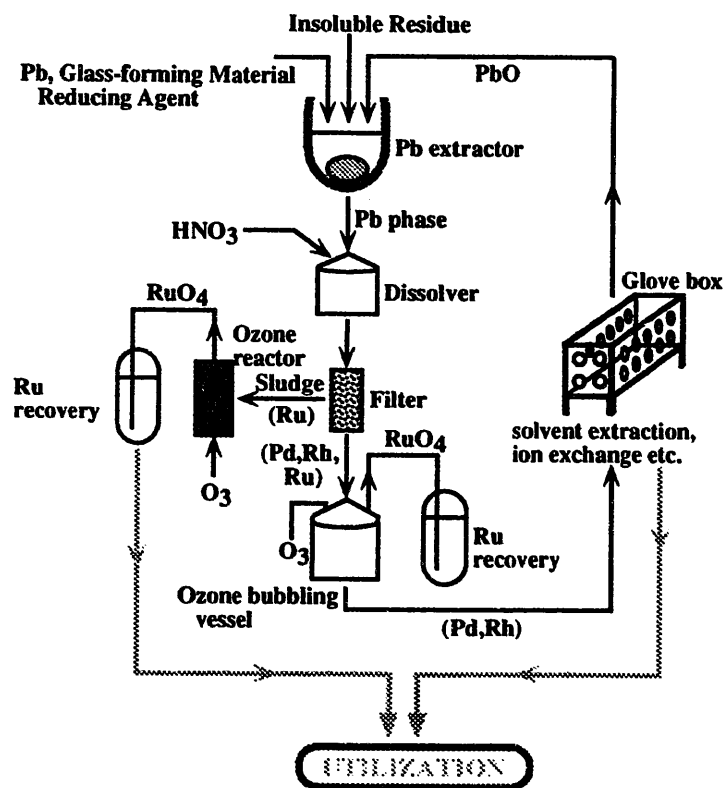 Insoluble Residue
Pb, Glass-forming Material
Reducing Agent
PbO
Pb extractor
Pb phase
HNO3
Dissolver
Glove box
RuO4
Ozone
reactor
Ru
recovery
Sludge
(Ru)
Filter
solvent extraction,
ion exchange etc.
(Pd,Rh,
Ru)
RuO4
O3
O3
Ru
recovery
Ozone bubbling
vessel
(Pd,Rh)
UTILIZATION